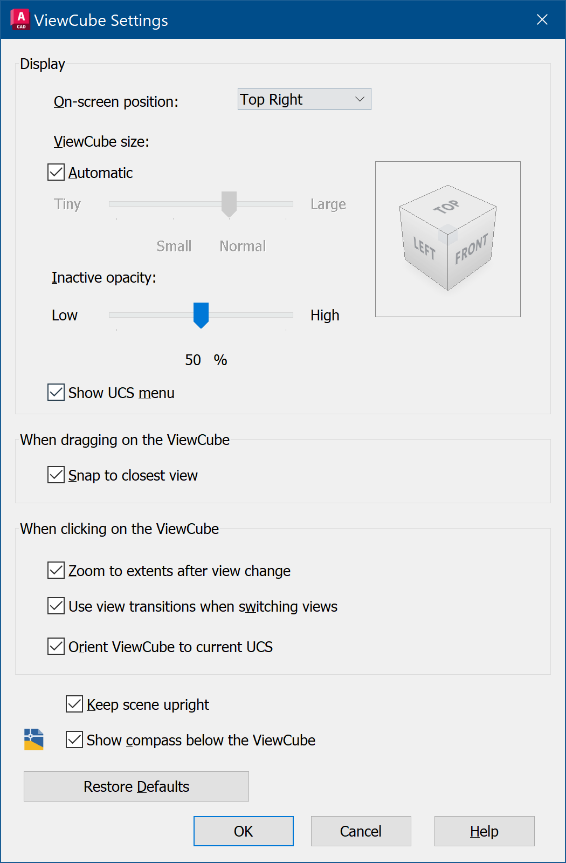 A
CAD
ViewCube Settings
Display
On-screen position:
Top Right
ViewCube size:
Automatic
Tiny
Large
Small
Normal
TOP
LEFT
FRONT
Inactive opacity:
Low
High
50 %
Show UCS menu
When dragging on the ViewCube
Snap to closest view
When clicking on the ViewCube
Zoom to extents after view change
Use view transitions when switching views
Orient ViewCube to current UCS
Keep scene upright
Show compass below the ViewCube
Restore Defaults
OK
Cancel
Help